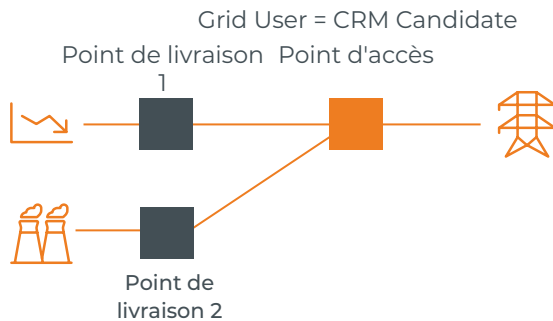 Grid User = CRM Candidate
Point de livraison 1
Point d'accès
Point de
livraison 2